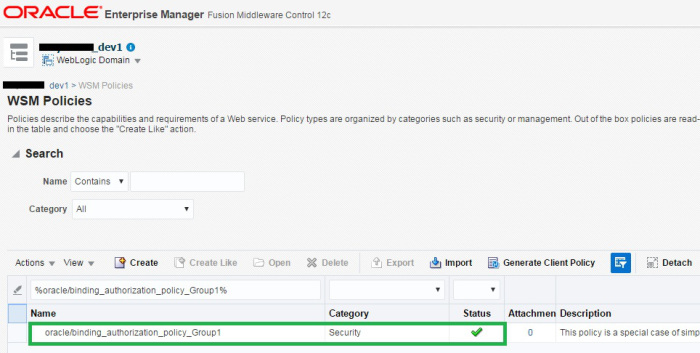 ORACLE Enterprise Manager Fusion Middleware Control 12c
_dev1
WebLogic Domain
_dev1 > WSM Policies
WSM Policies
Policies describe the capabilities and requirements of a Web service. Policy types are organized by categories such as security or management. Out of the box policies are read-
in the table and choose the "Create Like" action.
Search
Name Contains
Category All
Actions View Create Create Like Open Delete Export Import Generate Client Policy Detach
%oracle/binding_authorization_policy_Group1%
Name Category Status Attachmen Description
oracle/binding_authorization_policy_Group1 Security 0 This policy is a special case of simp